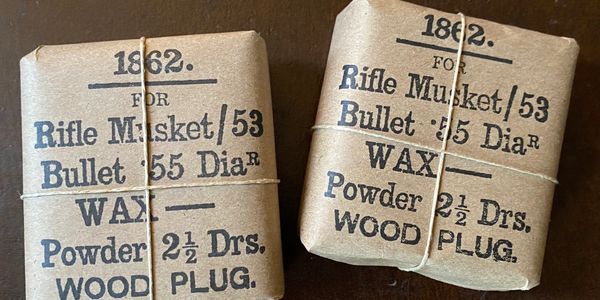 1862.
FOR
Rifle Musket/53
Bullet ·55 Diaᴿ
WAX —
Powder 2½ Drs.
WOOD PLUG.
1862.
FOR
Rifle Musket/53
Bullet ·55 Diaᴿ
WAX —
Powder 2½ Drs.
WOOD PLUG.